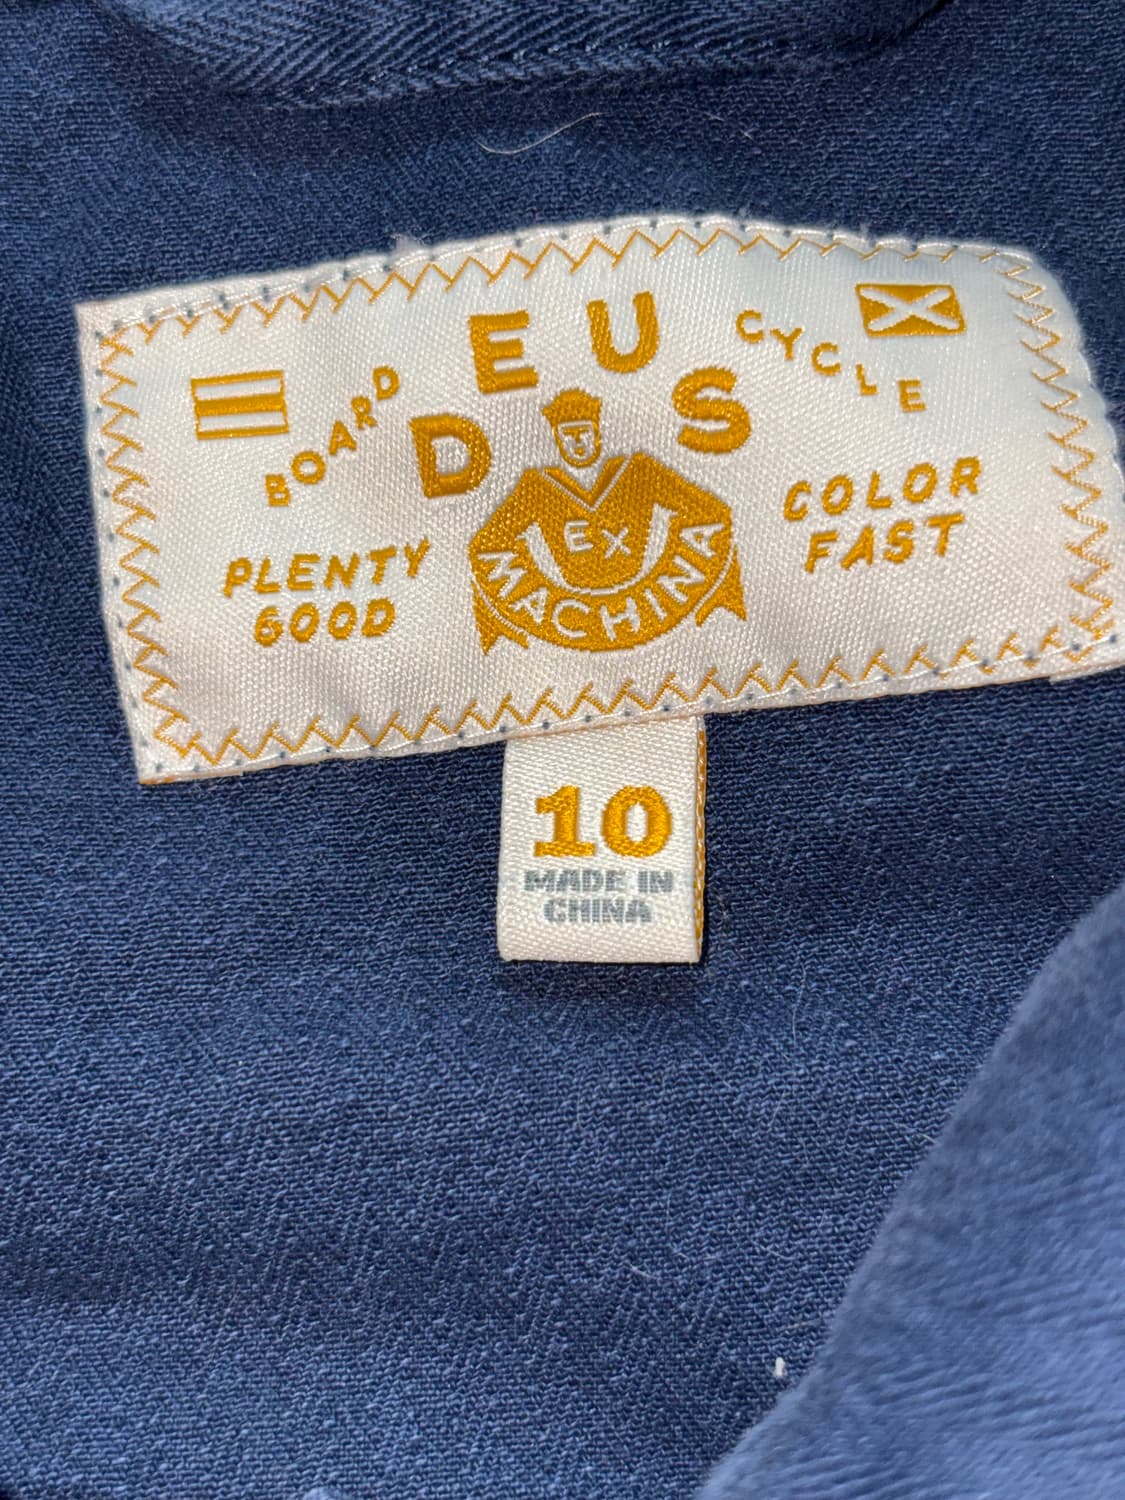 DEUS
BOARD
CYCLE
EX
MACHINA
PLENTY
GOOD
COLOR
FAST
10
MADE IN
CHINA